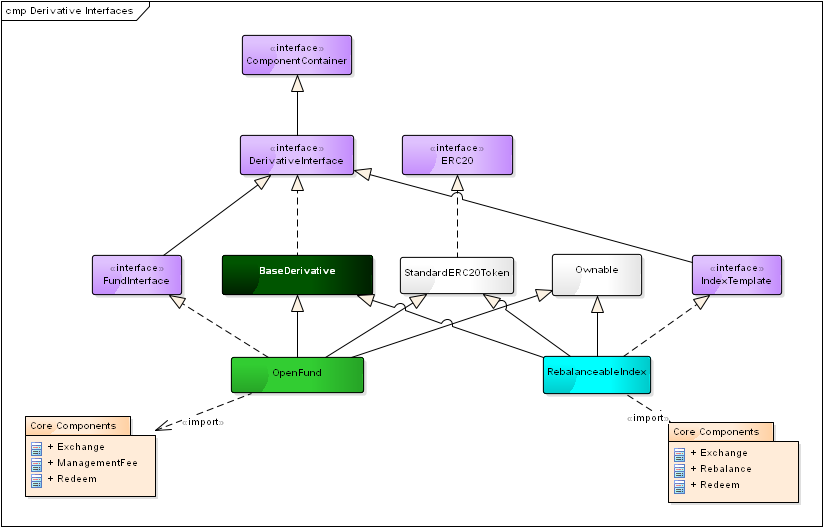 cmp Derivative Interfaces
«interface»
ComponentContainer
«interface»
DerivativeInterface
«interface»
ERC20
«interface»
FundInterface
BaseDerivative
StandardERC20Token
Ownable
«interface»
IndexTemplate
OpenFund
RebalanceableIndex
«import»
«import»
Core Components
+ Exchange
+ ManagementFee
+ Redeem
Core Components
+ Exchange
+ Rebalance
+ Redeem